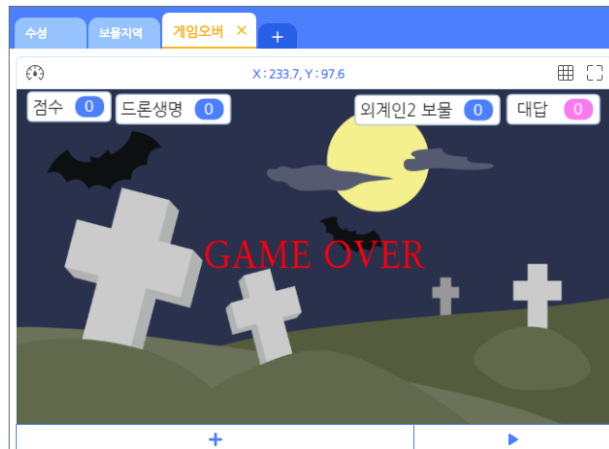 수성 보물지역 게임오버 × +
X : 233.7, Y : 97.6
점수 0 드론생명 0 외계인2 보물 0 대답 0
GAME OVER
+